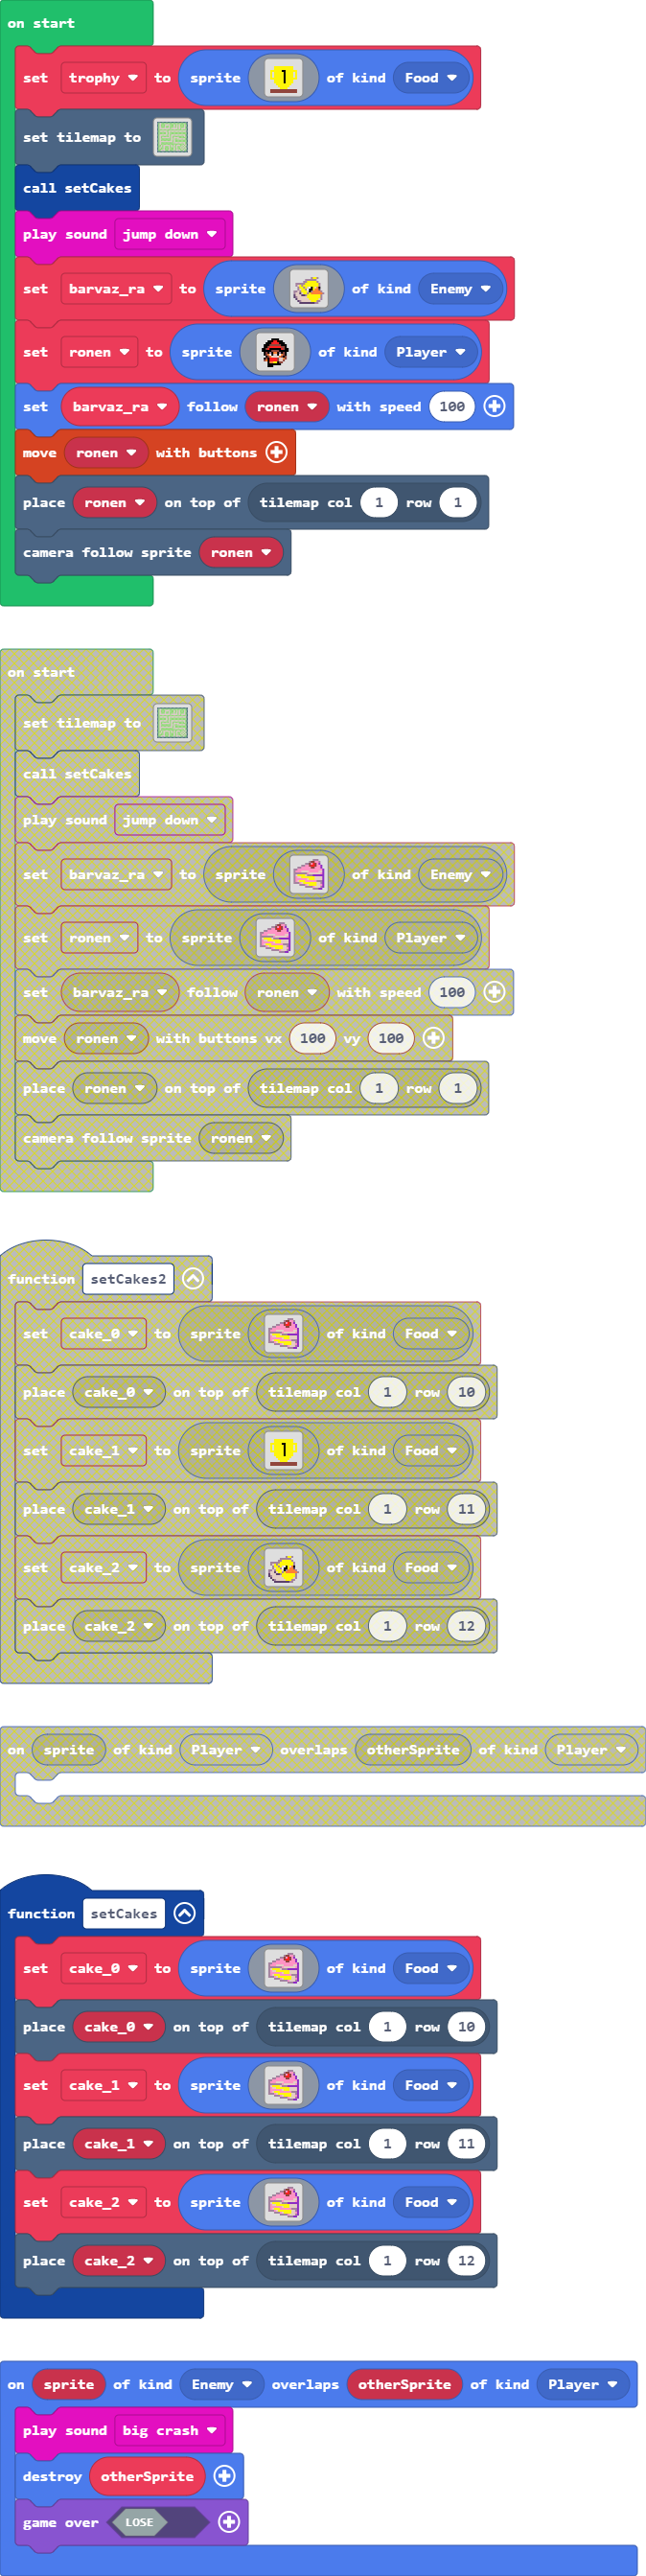 on start
set trophy to sprite 1 of kind Food
set tilemap to
call setCakes
play sound jump down
set barvaz_ra to sprite of kind Enemy
set ronen to sprite of kind Player
set barvaz_ra follow ronen with speed 100
move ronen with buttons
place ronen on top of tilemap col 1 row 1
camera follow sprite ronen
on start
set tilemap to
call setCakes
play sound jump down
set barvaz_ra to sprite of kind Enemy
set ronen to sprite of kind Player
set barvaz_ra follow ronen with speed 100
move ronen with buttons vx 100 vy 100
place ronen on top of tilemap col 1 row 1
camera follow sprite ronen
function setCakes2
set cake_0 to sprite of kind Food
place cake_0 on top of tilemap col 1 row 10
set cake_1 to sprite 1 of kind Food
place cake_1 on top of tilemap col 1 row 11
set cake_2 to sprite of kind Food
place cake_2 on top of tilemap col 1 row 12
on sprite of kind Player overlaps otherSprite of kind Player
function setCakes
set cake_0 to sprite of kind Food
place cake_0 on top of tilemap col 1 row 10
set cake_1 to sprite of kind Food
place cake_1 on top of tilemap col 1 row 11
set cake_2 to sprite of kind Food
place cake_2 on top of tilemap col 1 row 12
on sprite of kind Enemy overlaps otherSprite of kind Player
play sound big crash
destroy otherSprite
game over LOSE